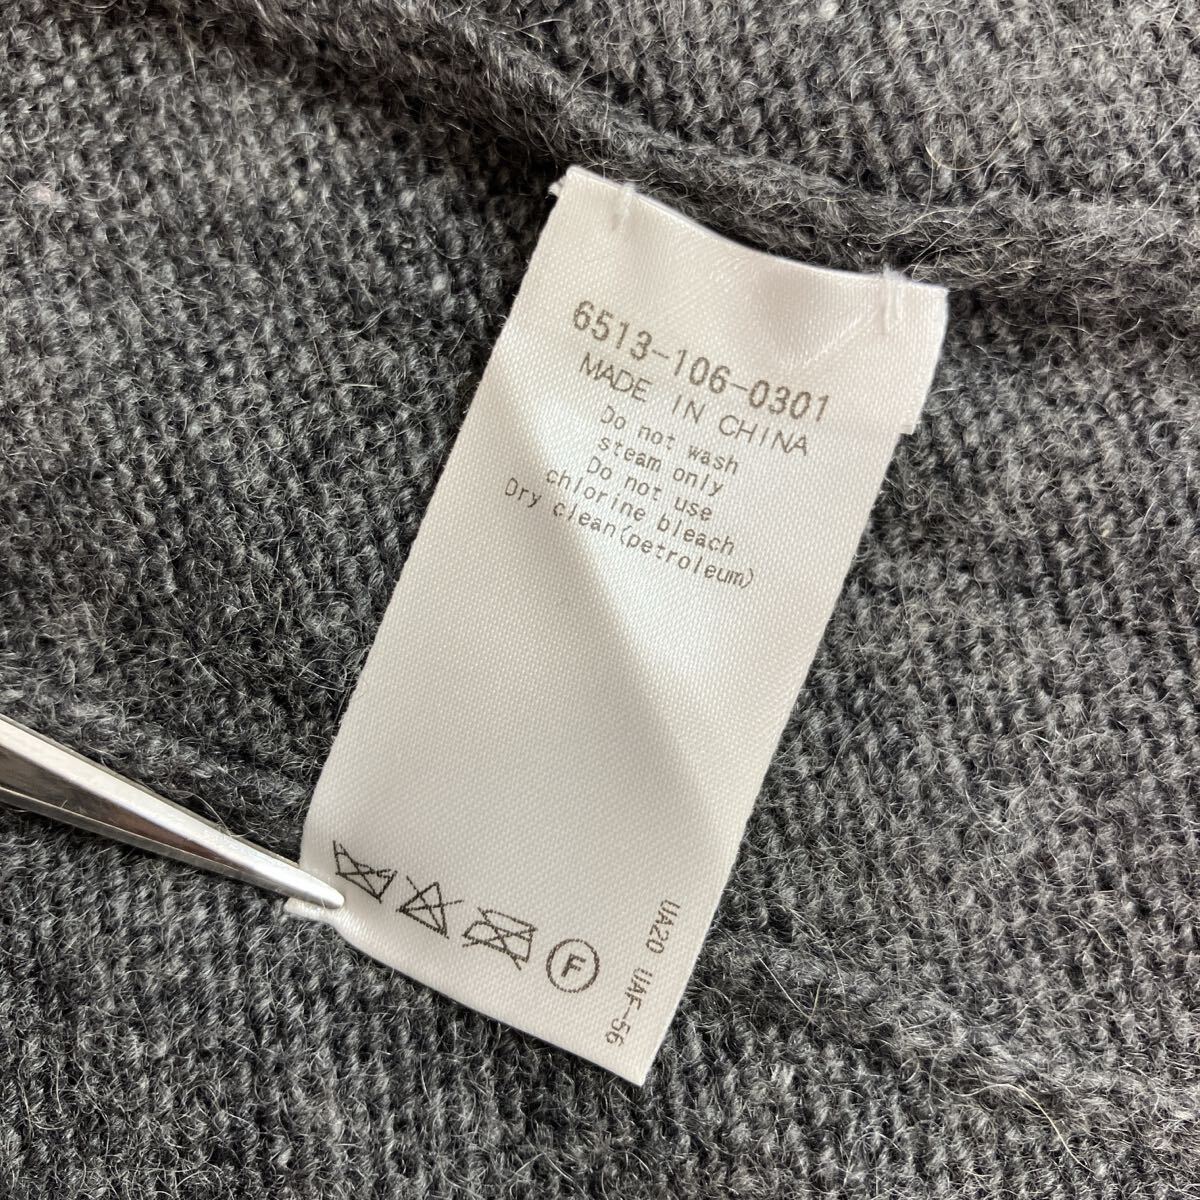 6513-106-0301
MADE IN CHINA
Do not wash
steam only
Do not use
chlorine bleach
Dry clean(petroleum)
F
UA20 UAF-56